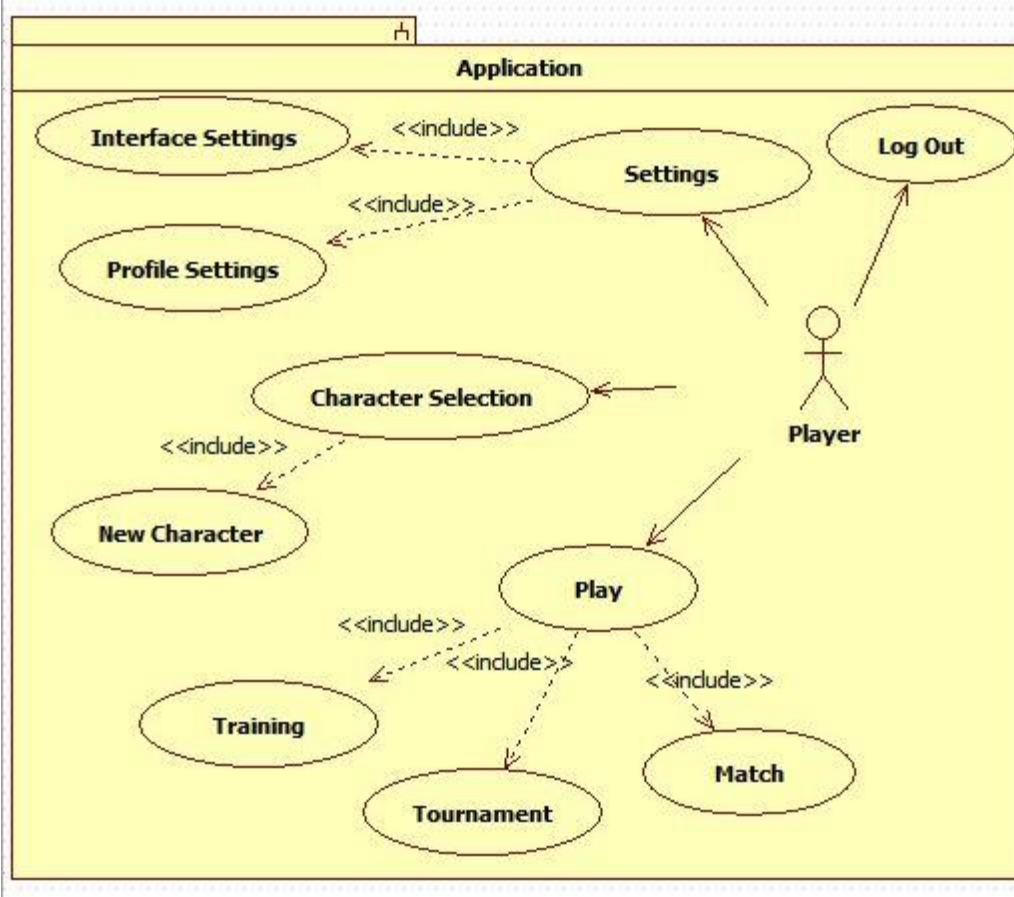 Application
Interface Settings
<<include>>
Settings
Log Out
<<include>>
Profile Settings
Character Selection
Player
<<include>>
New Character
Play
<<include>>
<<include>>
<<include>>
Training
Tournament
Match